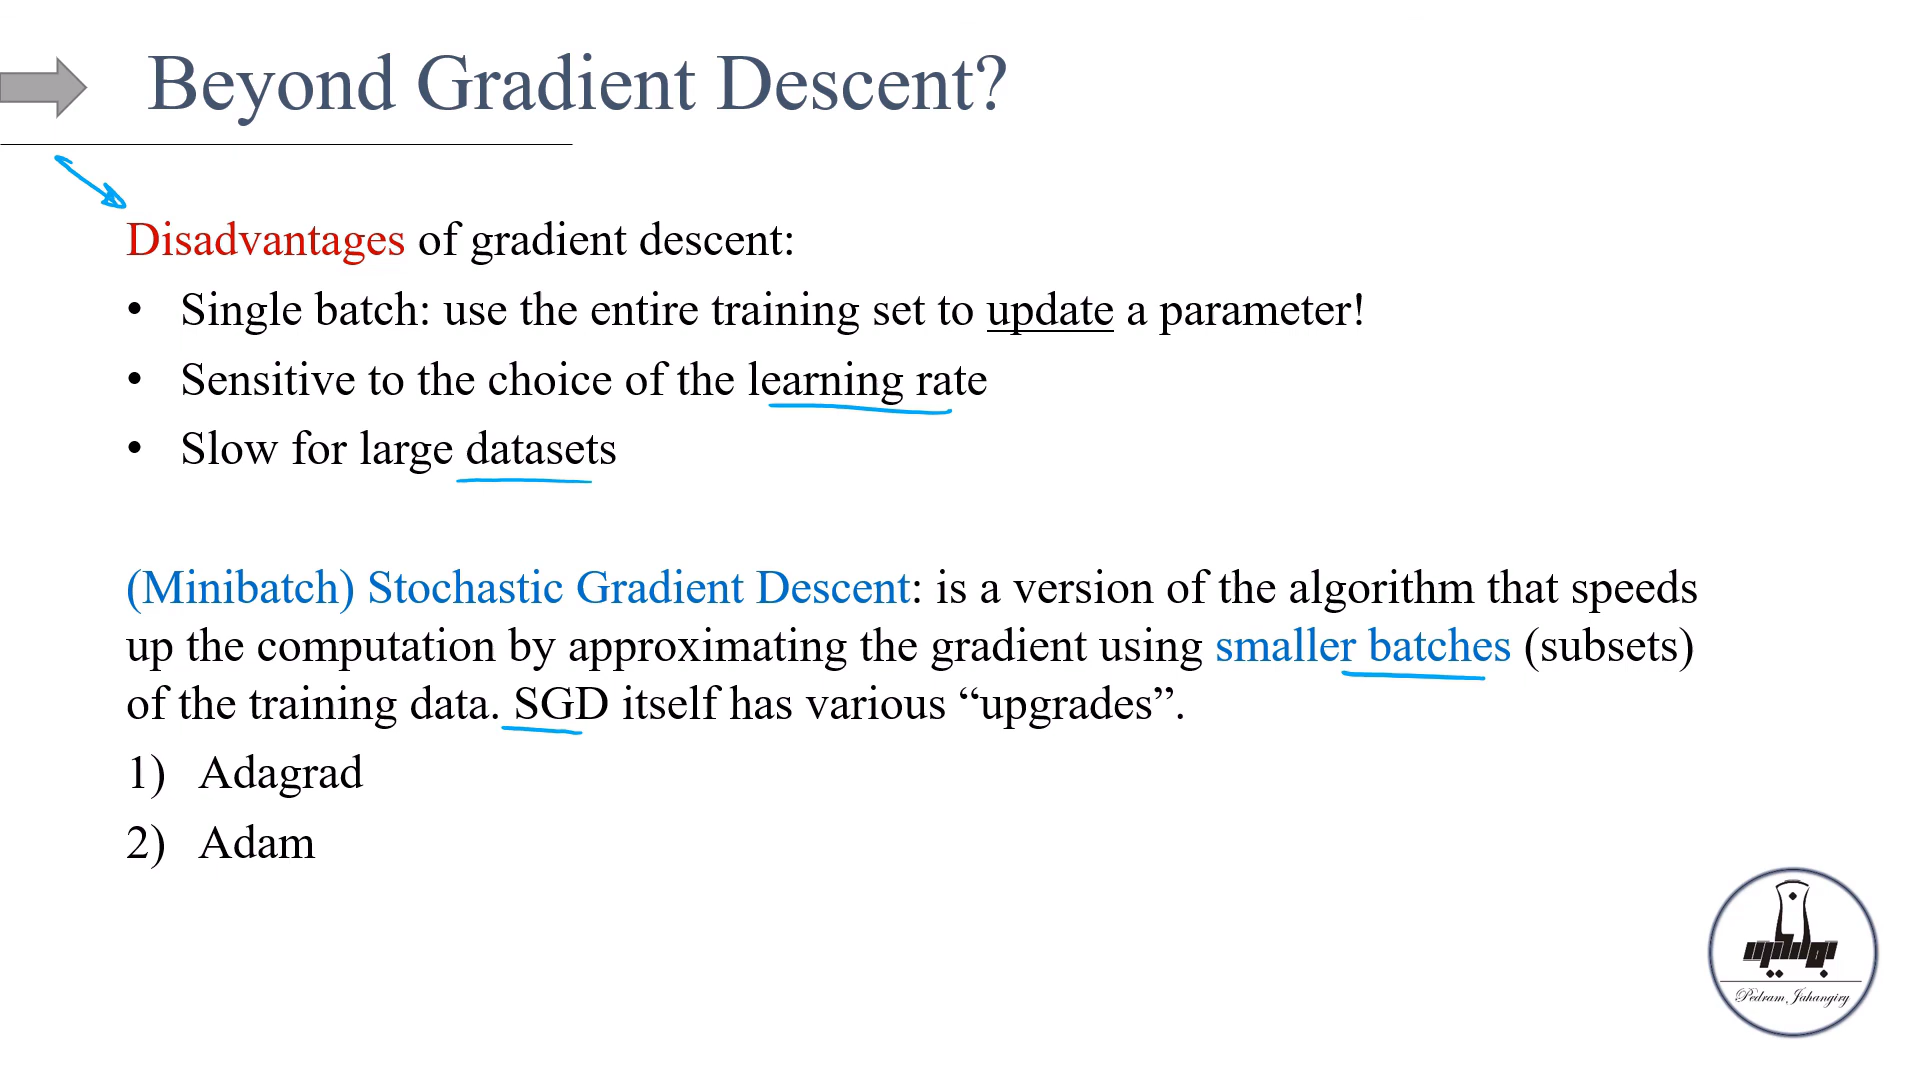 Beyond Gradient Descent?
Disadvantages of gradient descent:
• Single batch: use the entire training set to update a parameter!
• Sensitive to the choice of the learning rate
• Slow for large datasets
(Minibatch) Stochastic Gradient Descent: is a version of the algorithm that speeds
up the computation by approximating the gradient using smaller batches (subsets)
of the training data. SGD itself has various “upgrades”.
1) Adagrad
2) Adam
Pedram Jahangiry